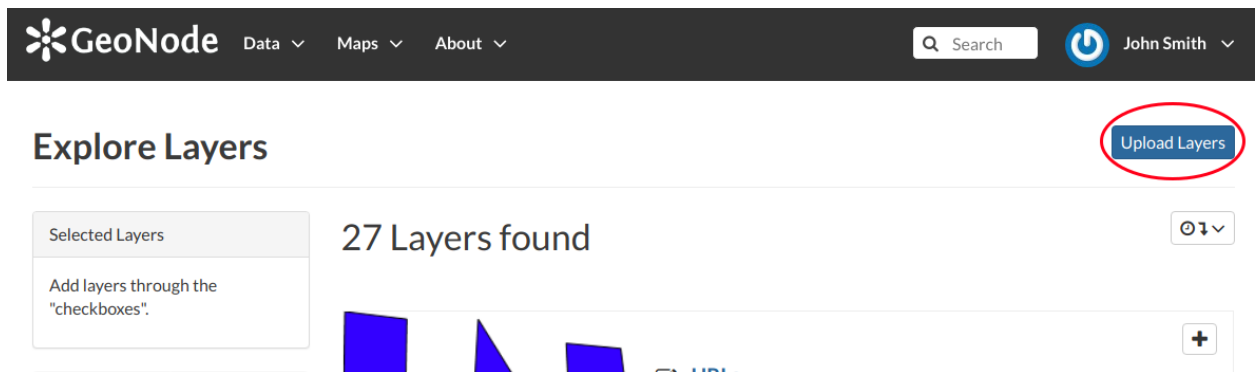 GeoNode Data Maps About Search John Smith
Explore Layers
Upload Layers
Selected Layers
27 Layers found
Add layers through the
"checkboxes".